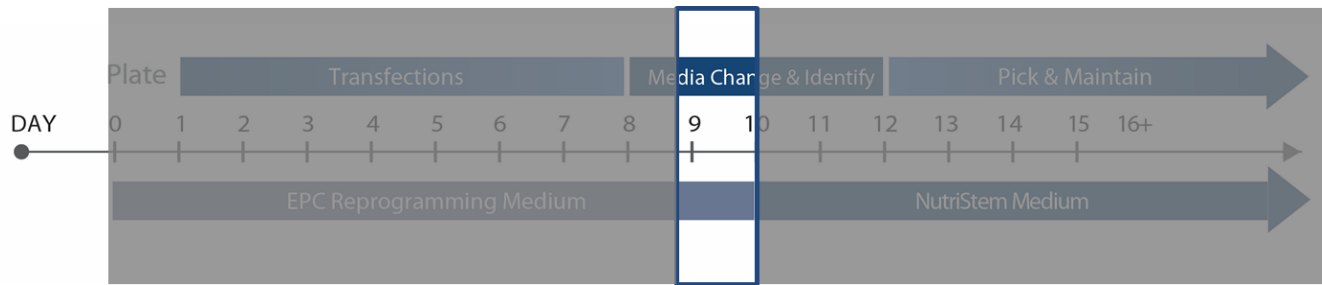 Plate Transfections Media Change & Identify Pick & Maintain
DAY 0 1 2 3 4 5 6 7 8 9 10 11 12 13 14 15 16+
EPC Reprogramming Medium NutriStem Medium